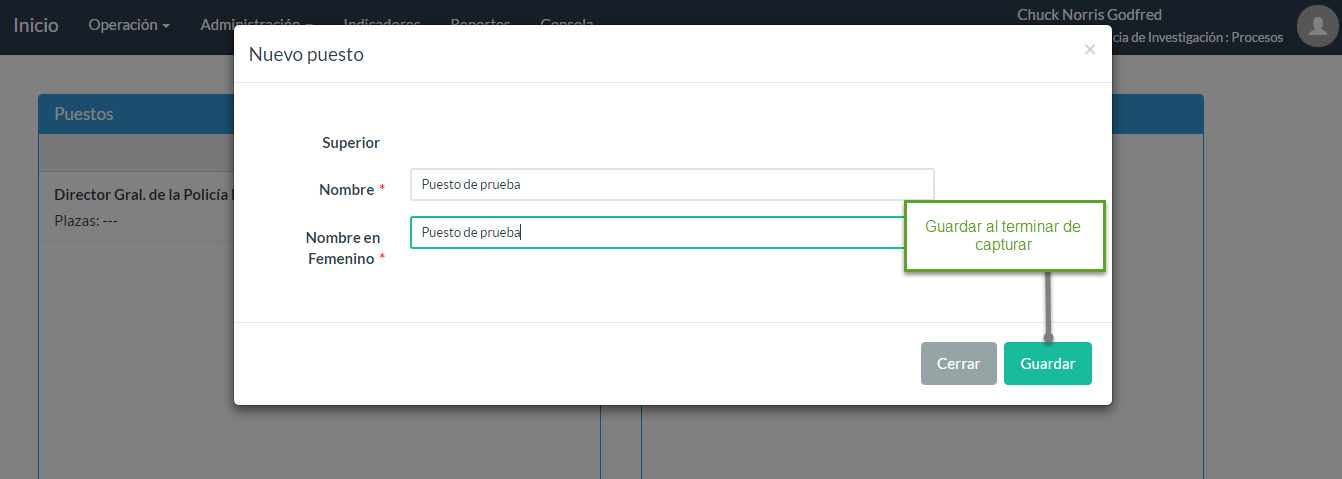 Inicio Operación Administración Indicadores Reportes Consola
Chuck Norris Godfred
cia de Investigación : Procesos
Nuevo puesto ×
Puestos
Director Gral. de la Policía
Plazas: ---
Superior
Nombre * Puesto de prueba
Nombre en
Femenino * Puesto de prueba
Guardar al terminar de
capturar
Cerrar Guardar